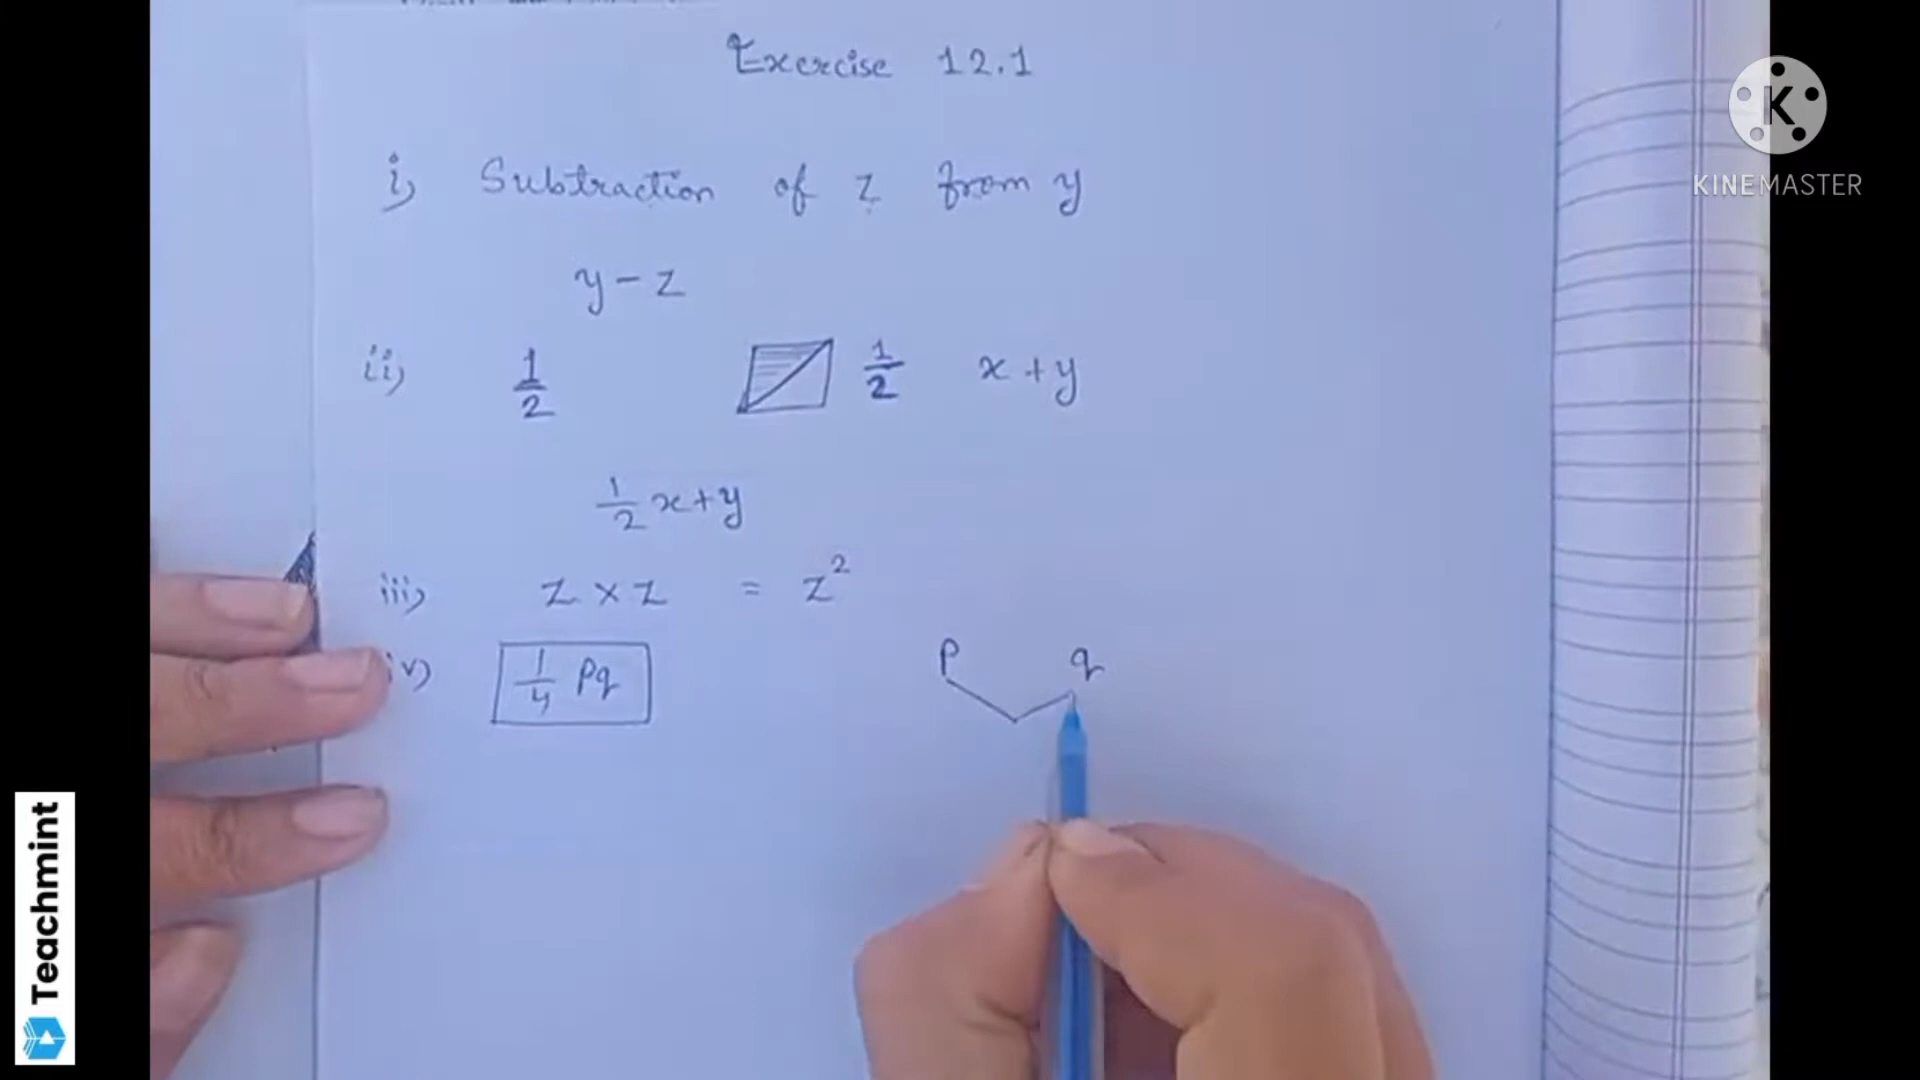 Exercise 12.1
i) Subtraction of z from y
y - z
ii) 1/2 1/2 x + y
1/2 x + y
iii) z × z = z²
iv) 1/4 Pq P q
KINEMASTER
K
Teachmint